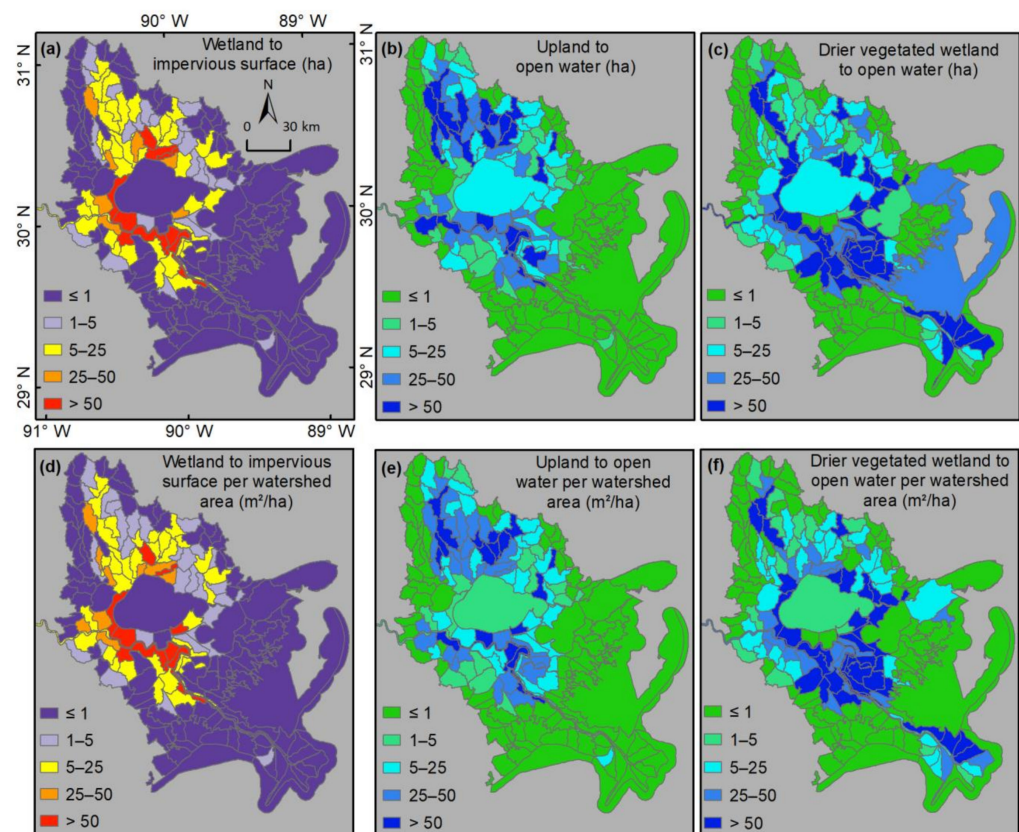 90° W
89° W
(a)
Wetland to
impervious surface (ha)
31° N
30° N
29° N
N
0 30 km
≤ 1
1–5
5–25
25–50
> 50
91° W
90° W
89° W
(b)
Upland to
open water (ha)
≤ 1
1–5
5–25
25–50
> 50
(c)
Drier vegetated wetland
to open water (ha)
31° N
30° N
29° N
≤ 1
1–5
5–25
25–50
> 50
(d)
Wetland to impervious
surface per watershed
area (m²/ha)
≤ 1
1–5
5–25
25–50
> 50
(e)
Upland to open
water per watershed
area (m²/ha)
≤ 1
1–5
5–25
25–50
> 50
(f)
Drier vegetated wetland to
open water per watershed
area (m²/ha)
≤ 1
1–5
5–25
25–50
> 50